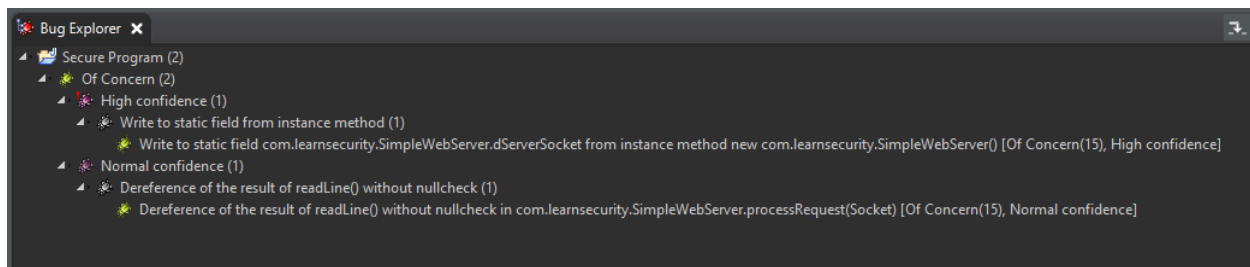 Bug Explorer
Secure Program (2)
Of Concern (2)
High confidence (1)
Write to static field from instance method (1)
Write to static field com.learnsecurity.SimpleWebServer.dServerSocket from instance method new com.learnsecurity.SimpleWebServer() [Of Concern(15), High confidence]
Normal confidence (1)
Dereference of the result of readLine() without nullcheck (1)
Dereference of the result of readLine() without nullcheck in com.learnsecurity.SimpleWebServer.processRequest(Socket) [Of Concern(15), Normal confidence]